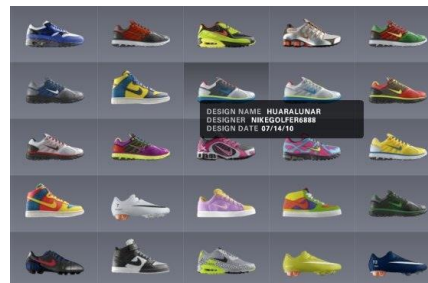 DESIGN NAME HUARALUNAR
DESIGNER NIKEGOLFER6888
DESIGN DATE 07/14/10